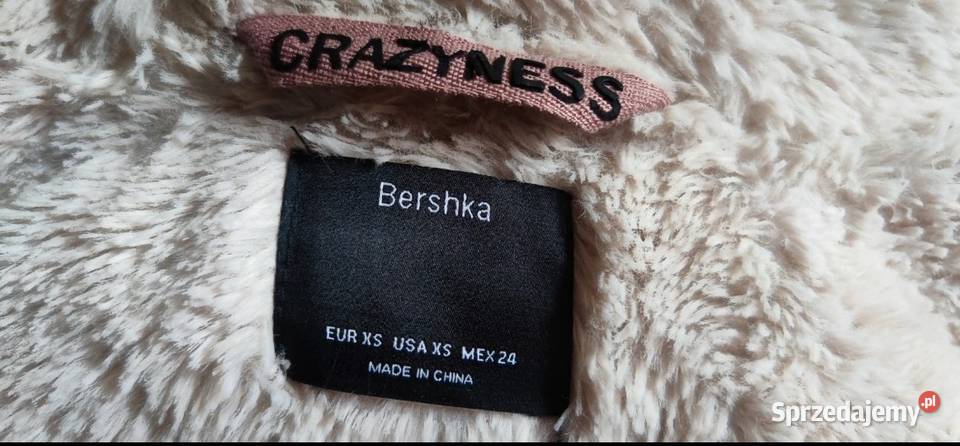 CRAZYNESS
Bershka
EUR XS USA XS MEX 24
MADE IN CHINA
Sprzedajemy.pl